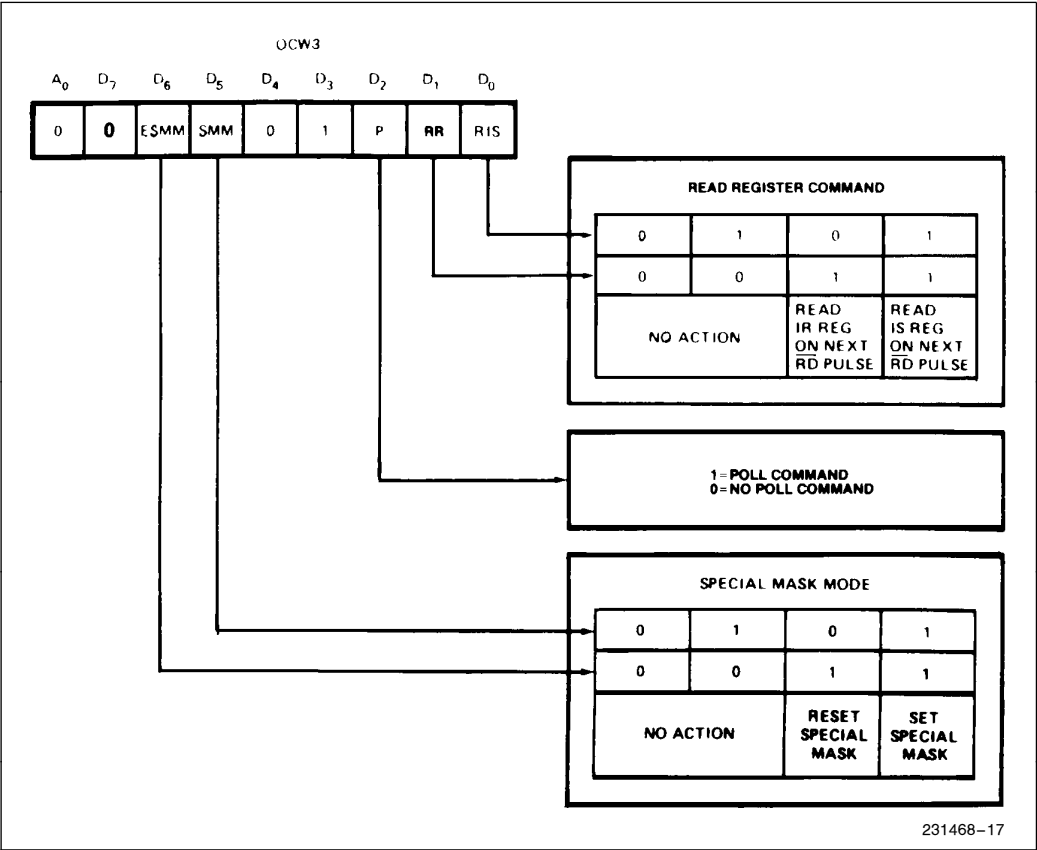 OCW3
A0 D7 D6 D5 D4 D3 D2 D1 D0
0 0 ESMM SMM 0 1 P RR RIS
READ REGISTER COMMAND
0 1 0 1
0 0 1 1
NO ACTION
READ
IR REG
ON NEXT
RD PULSE
READ
IS REG
ON NEXT
RD PULSE
1=POLL COMMAND
0=NO POLL COMMAND
SPECIAL MASK MODE
0 1 0 1
0 0 1 1
NO ACTION
RESET
SPECIAL
MASK
SET
SPECIAL
MASK
231468–17